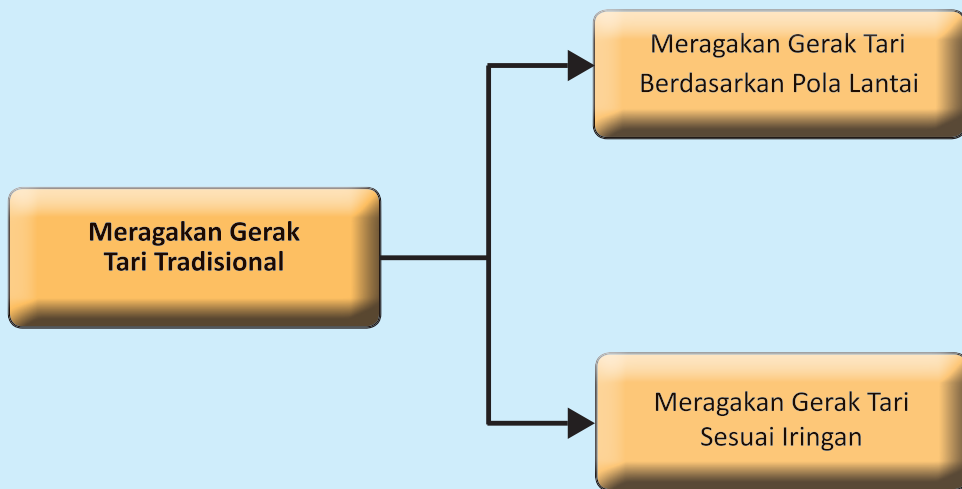 Meragakan Gerak Tari
Berdasarkan Pola Lantai
Meragakan Gerak
Tari Tradisional
Meragakan Gerak Tari
Sesuai Iringan